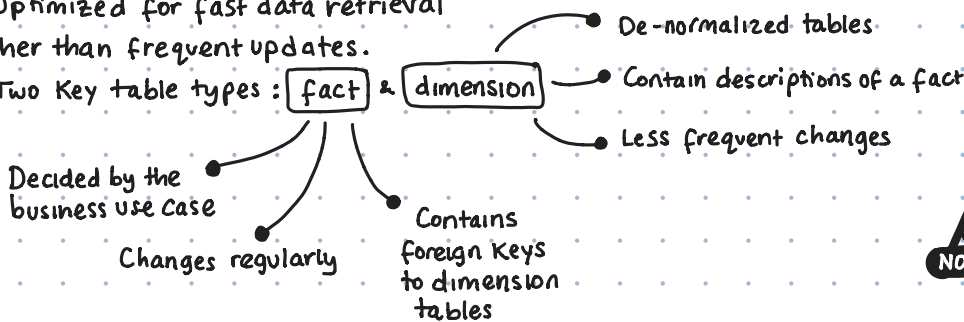 optimized for fast data retrieval
her than frequent updates.
Two Key table types : fact & dimension
De-normalized tables
Contain descriptions of a fact
Less frequent changes
Decided by the
business use case
Changes regularly
Contains
foreign Keys
to dimension
tables
NO